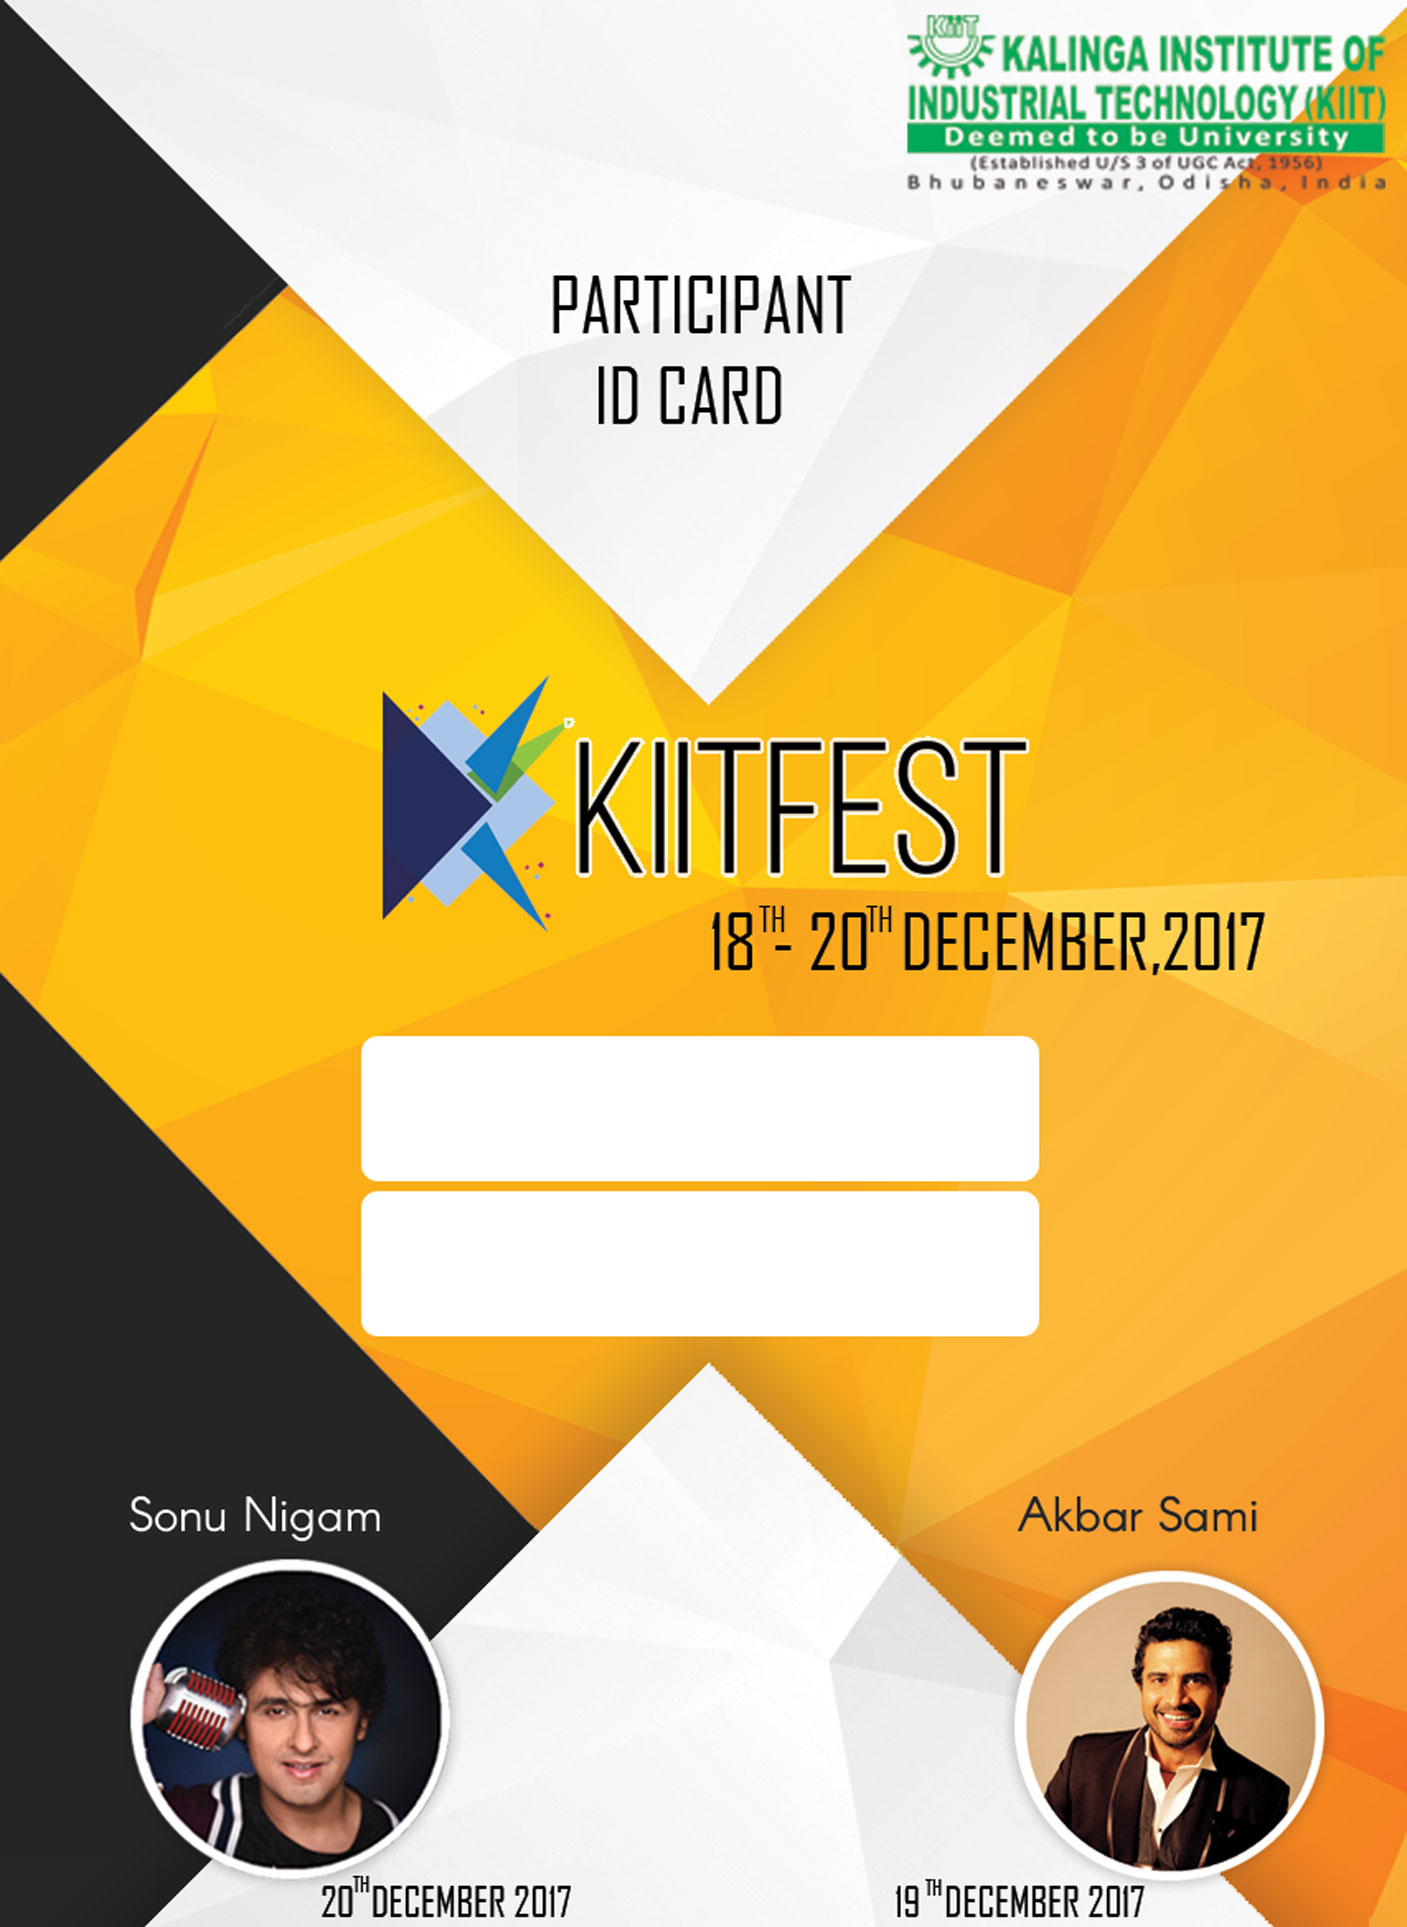 KiiT
KALINGA INSTITUTE OF
INDUSTRIAL TECHNOLOGY (KIIT)
Deemed to be University
(Established U/S 3 of UGC Act, 1956)
Bhubaneswar, Odisha, India
PARTICIPANT
ID CARD
KIITFEST
18TH- 20TH DECEMBER,2017
Sonu Nigam
20TH DECEMBER 2017
Akbar Sami
19TH DECEMBER 2017